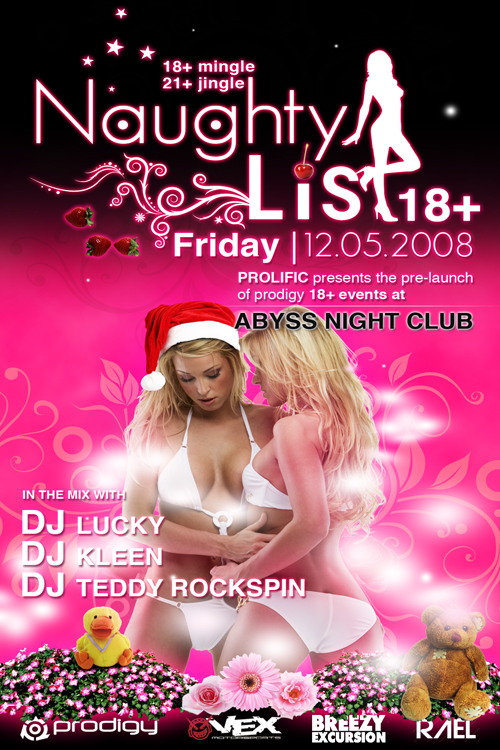 18+ mingle
21+ jingle
Naughty
List 18+
Friday | 12.05.2008
PROLIFIC presents the pre-launch
of prodigy 18+ events at
ABYSS NIGHT CLUB
IN THE MIX WITH
DJ LUCKY
DJ KLEEN
DJ TEDDY ROCKSPIN
prodigy
VEX
MOTORSPORTS
BREEZY
EXCURSION
RAEL